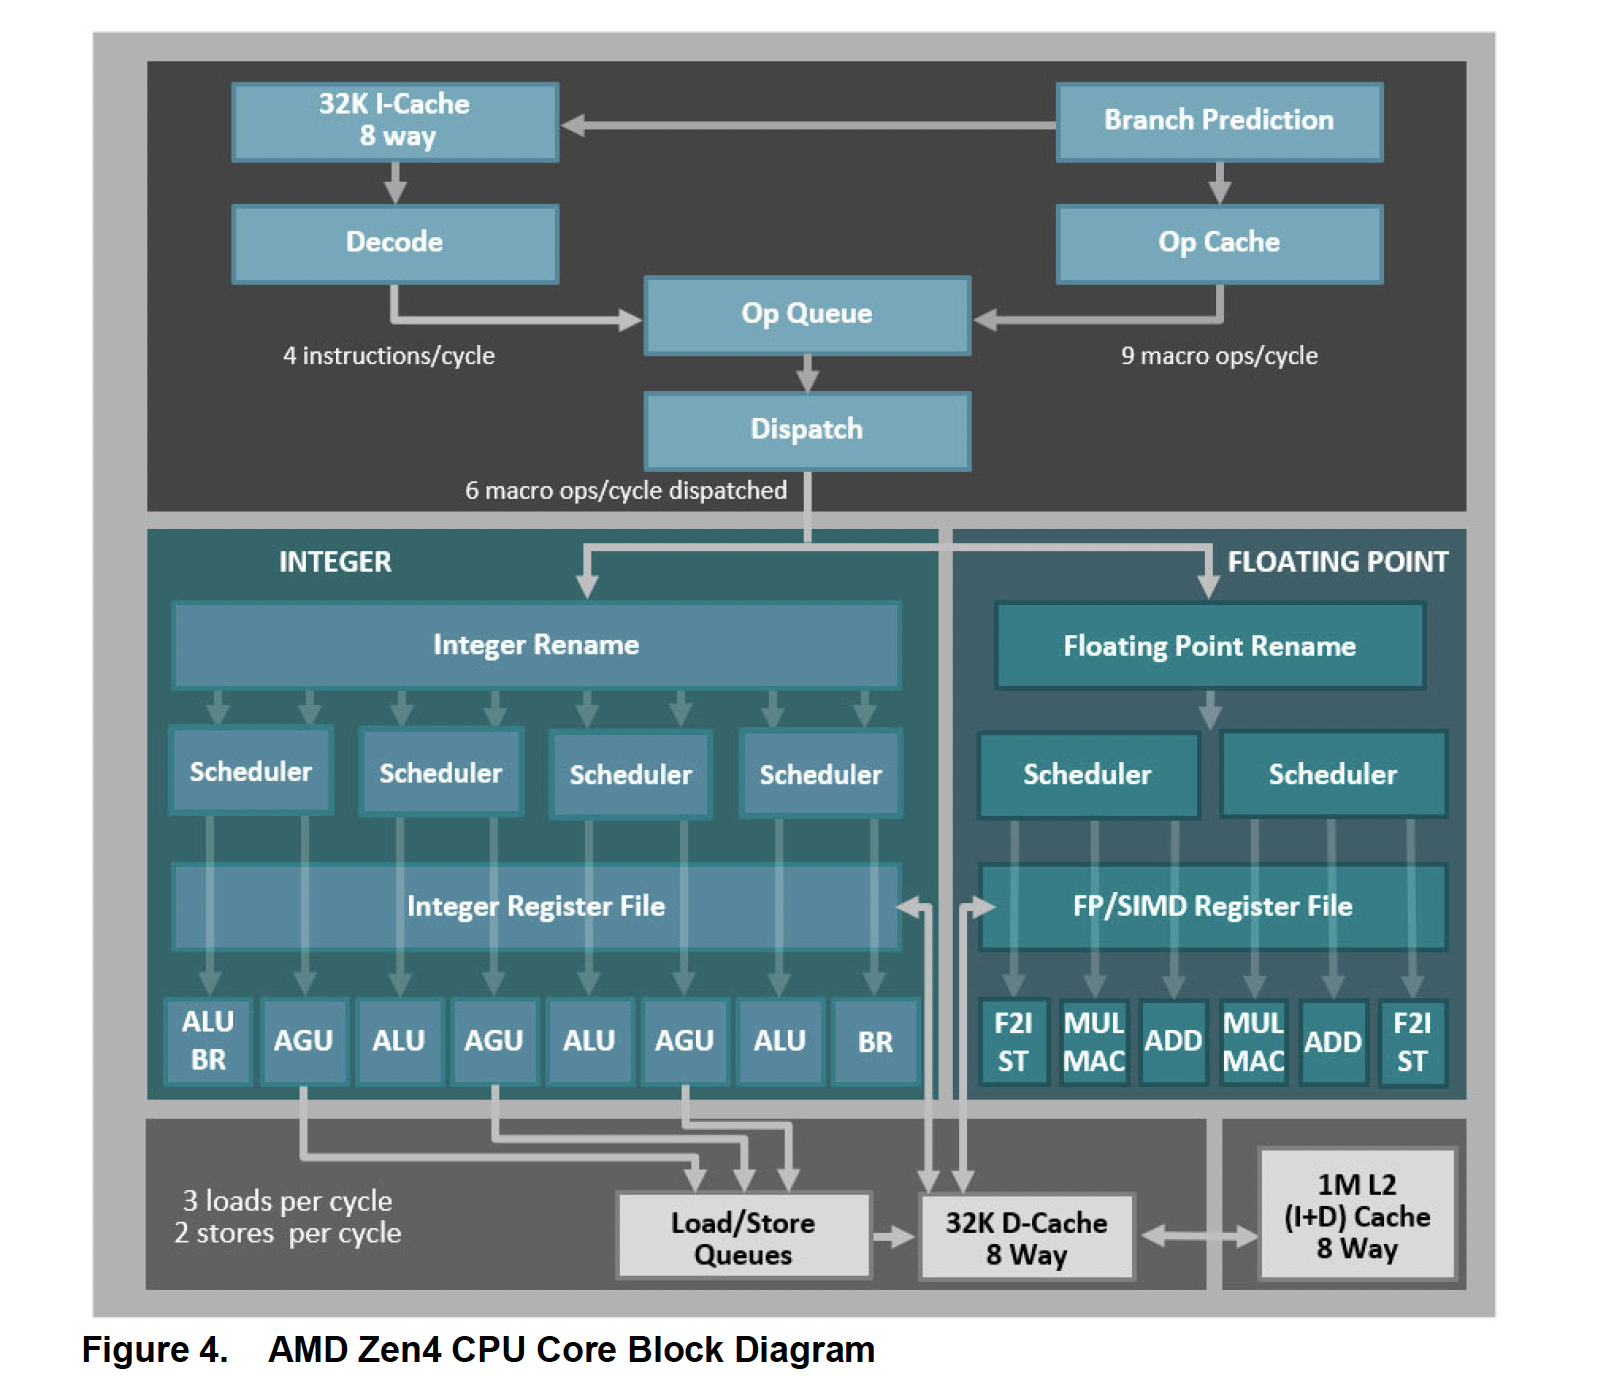 32K I-Cache
8 way
Branch Prediction
Decode
Op Cache
Op Queue
4 instructions/cycle
9 macro ops/cycle
Dispatch
6 macro ops/cycle dispatched
INTEGER
FLOATING POINT
Integer Rename
Floating Point Rename
Scheduler
Scheduler
Scheduler
Scheduler
Scheduler
Scheduler
Integer Register File
FP/SIMD Register File
ALU
BR
AGU
ALU
AGU
ALU
AGU
ALU
BR
F2I
ST
MUL
MAC
ADD
MUL
MAC
ADD
F2I
ST
3 loads per cycle
2 stores per cycle
Load/Store
Queues
32K D-Cache
8 Way
1M L2
(I+D) Cache
8 Way
Figure 4. AMD Zen4 CPU Core Block Diagram